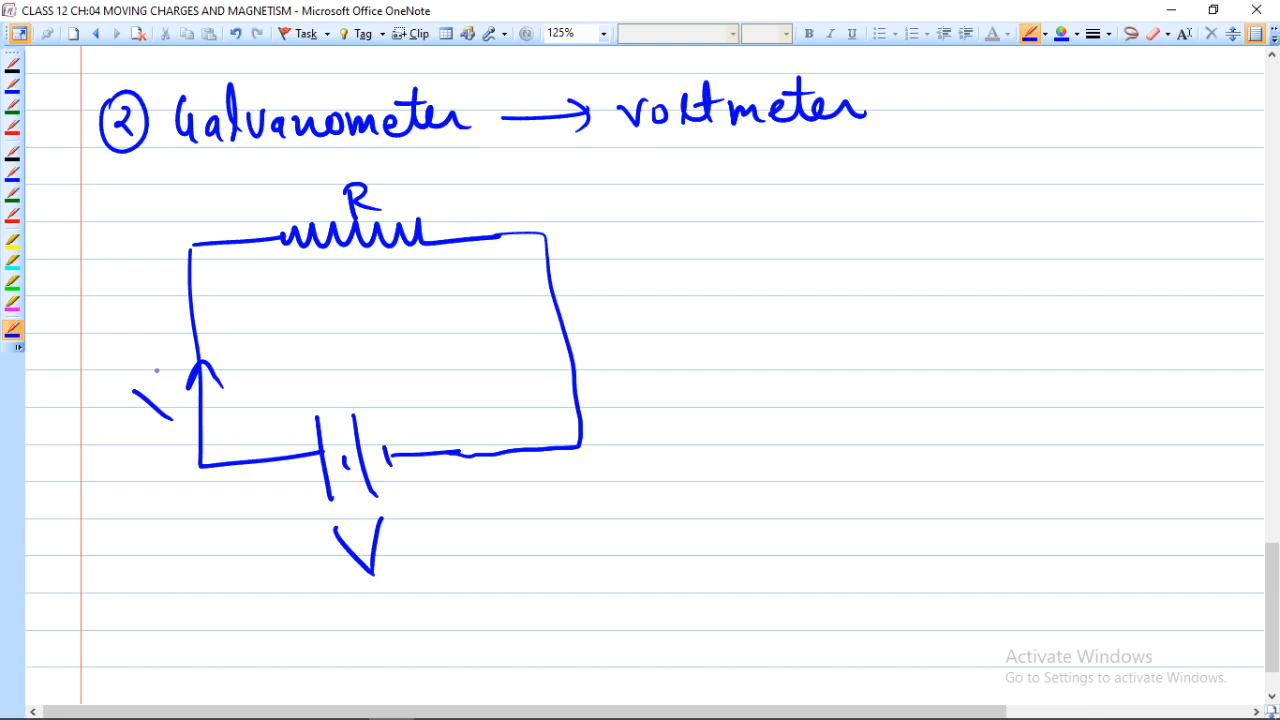 CLASS 12 CH:04 MOVING CHARGES AND MAGNETISM - Microsoft Office OneNote
Task Tag Clip 125% B I U A
② Galvanometer → voltmeter
R
V
Activate Windows
Go to Settings to activate Windows.